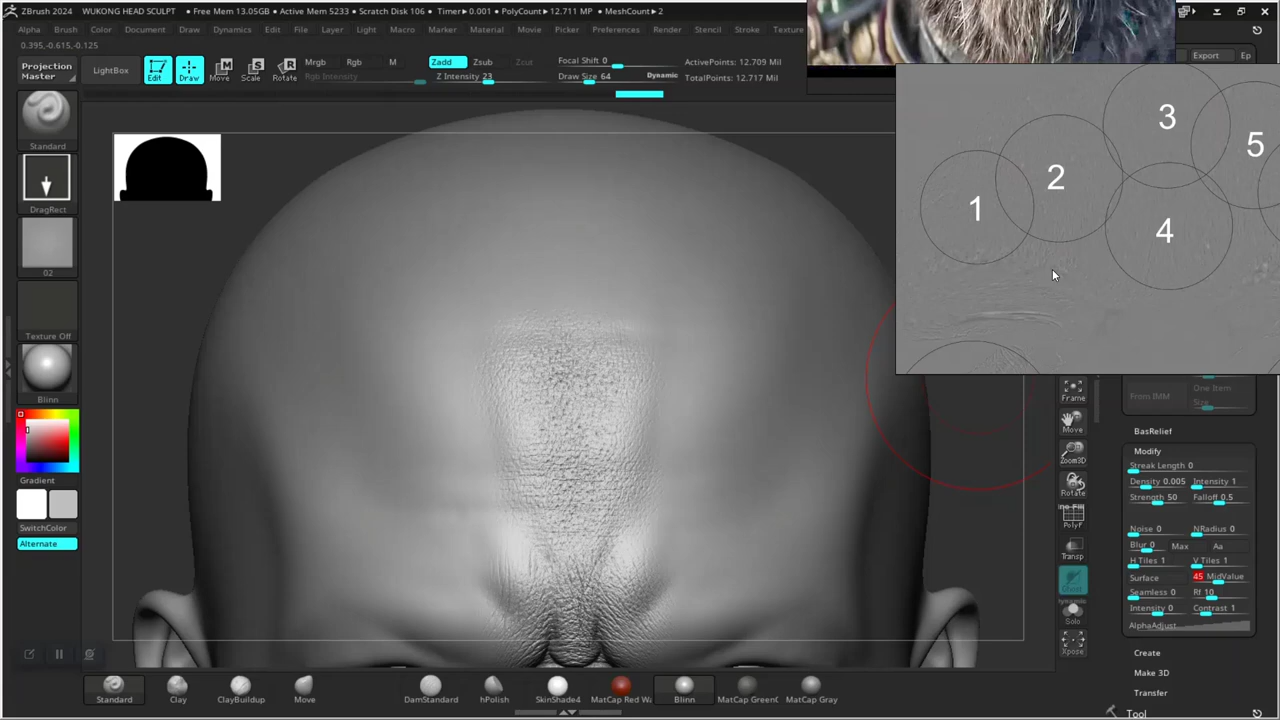 ZBrush 2024 WUKONG HEAD SCULPT • Free Mem 13.05GB • Active Mem 5233 • Scratch Disk 106 • Timer▸0.001 • PolyCount▸12.711 Mil • MeshCount▸2
Alpha Brush Color Document Draw Dynamics Edit File Layer Light Macro Marker Material Movie Picker Preferences Render Stencil Stroke Texture
0.395,-0.615,-0.125
Projection Master
LightBox
Edit
Draw
Move
Scale
Rotate
Mrgb Rgb M
Rgb Intensity
Zadd Zsub Zcut
Z Intensity 23
Focal Shift 0
Draw Size 64 Dynamic
ActivePoints: 12.709 Mil
TotalPoints: 12.717 Mil
Export
Standard
DragRect
02
Texture Off
Blinn
Gradient
SwitchColor
Alternate
1
2
3
4
5
Frame
Move
Zoom3D
Rotate
PolyF
Transp
Solo
Xpose
From IMM
One Item
Size
BasRelief
Modify
Streak Length 0
Density 0.005 Intensity 1
Strength 50 Falloff 0.5
Noise 0 NRadius 0
Blur 0 Max Aa
H Tiles 1 V Tiles 1
Surface 45 MidValue
Seamless 0 Rf 10
Intensity 0 Contrast 1
AlphaAdjust
Create
Make 3D
Transfer
Tool
Standard Clay ClayBuildup Move DamStandard hPolish SkinShade4 MatCap Red W Blinn MatCap GreenC MatCap Gray